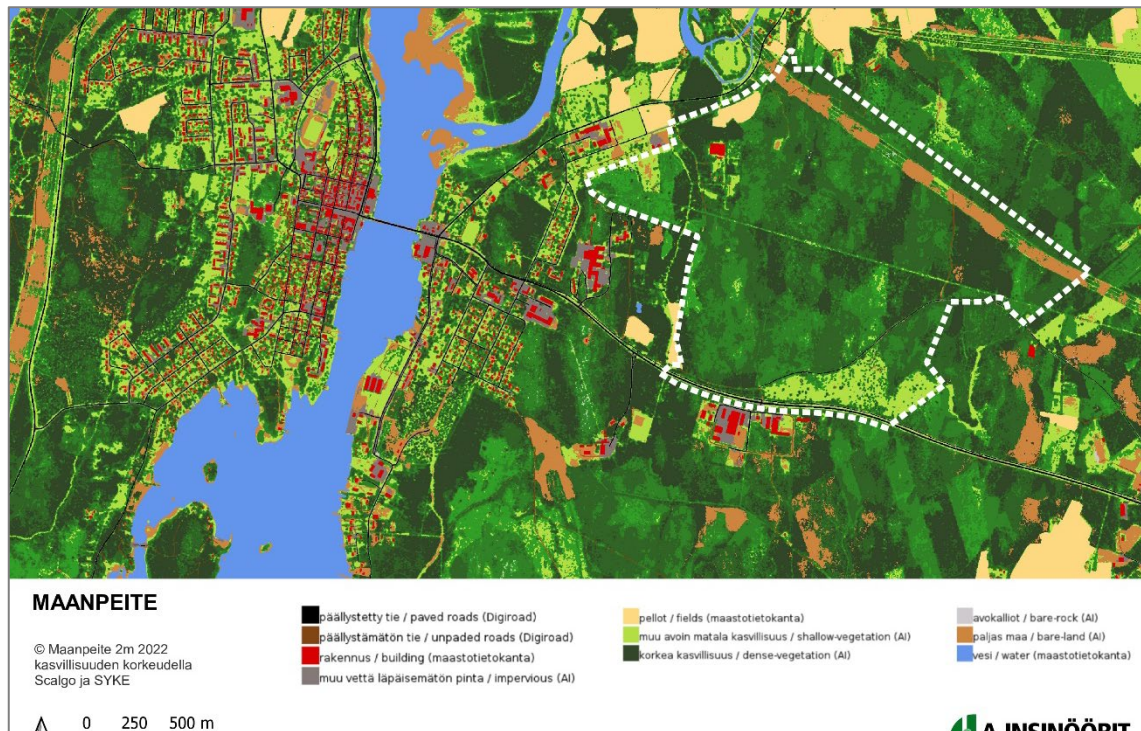 MAANPEITE
© Maanpeite 2m 2022
kasvillisuuden korkeudella
Scalgo ja SYKE
0 250 500 m
päällystetty tie / paved roads (Digiroad)
päällystämätön tie / unpaved roads (Digiroad)
rakennus / building (maastotietokanta)
muu vettä läpäisemätön pinta / impervious (AI)
pellot / fields (maastotietokanta)
muu avoin matala kasvillisuus / shallow-vegetation (AI)
korkea kasvillisuus / dense-vegetation (AI)
avokalliot / bare-rock (AI)
paljas maa / bare-land (AI)
vesi / water (maastotietokanta)
A-INSINÖÖRIT